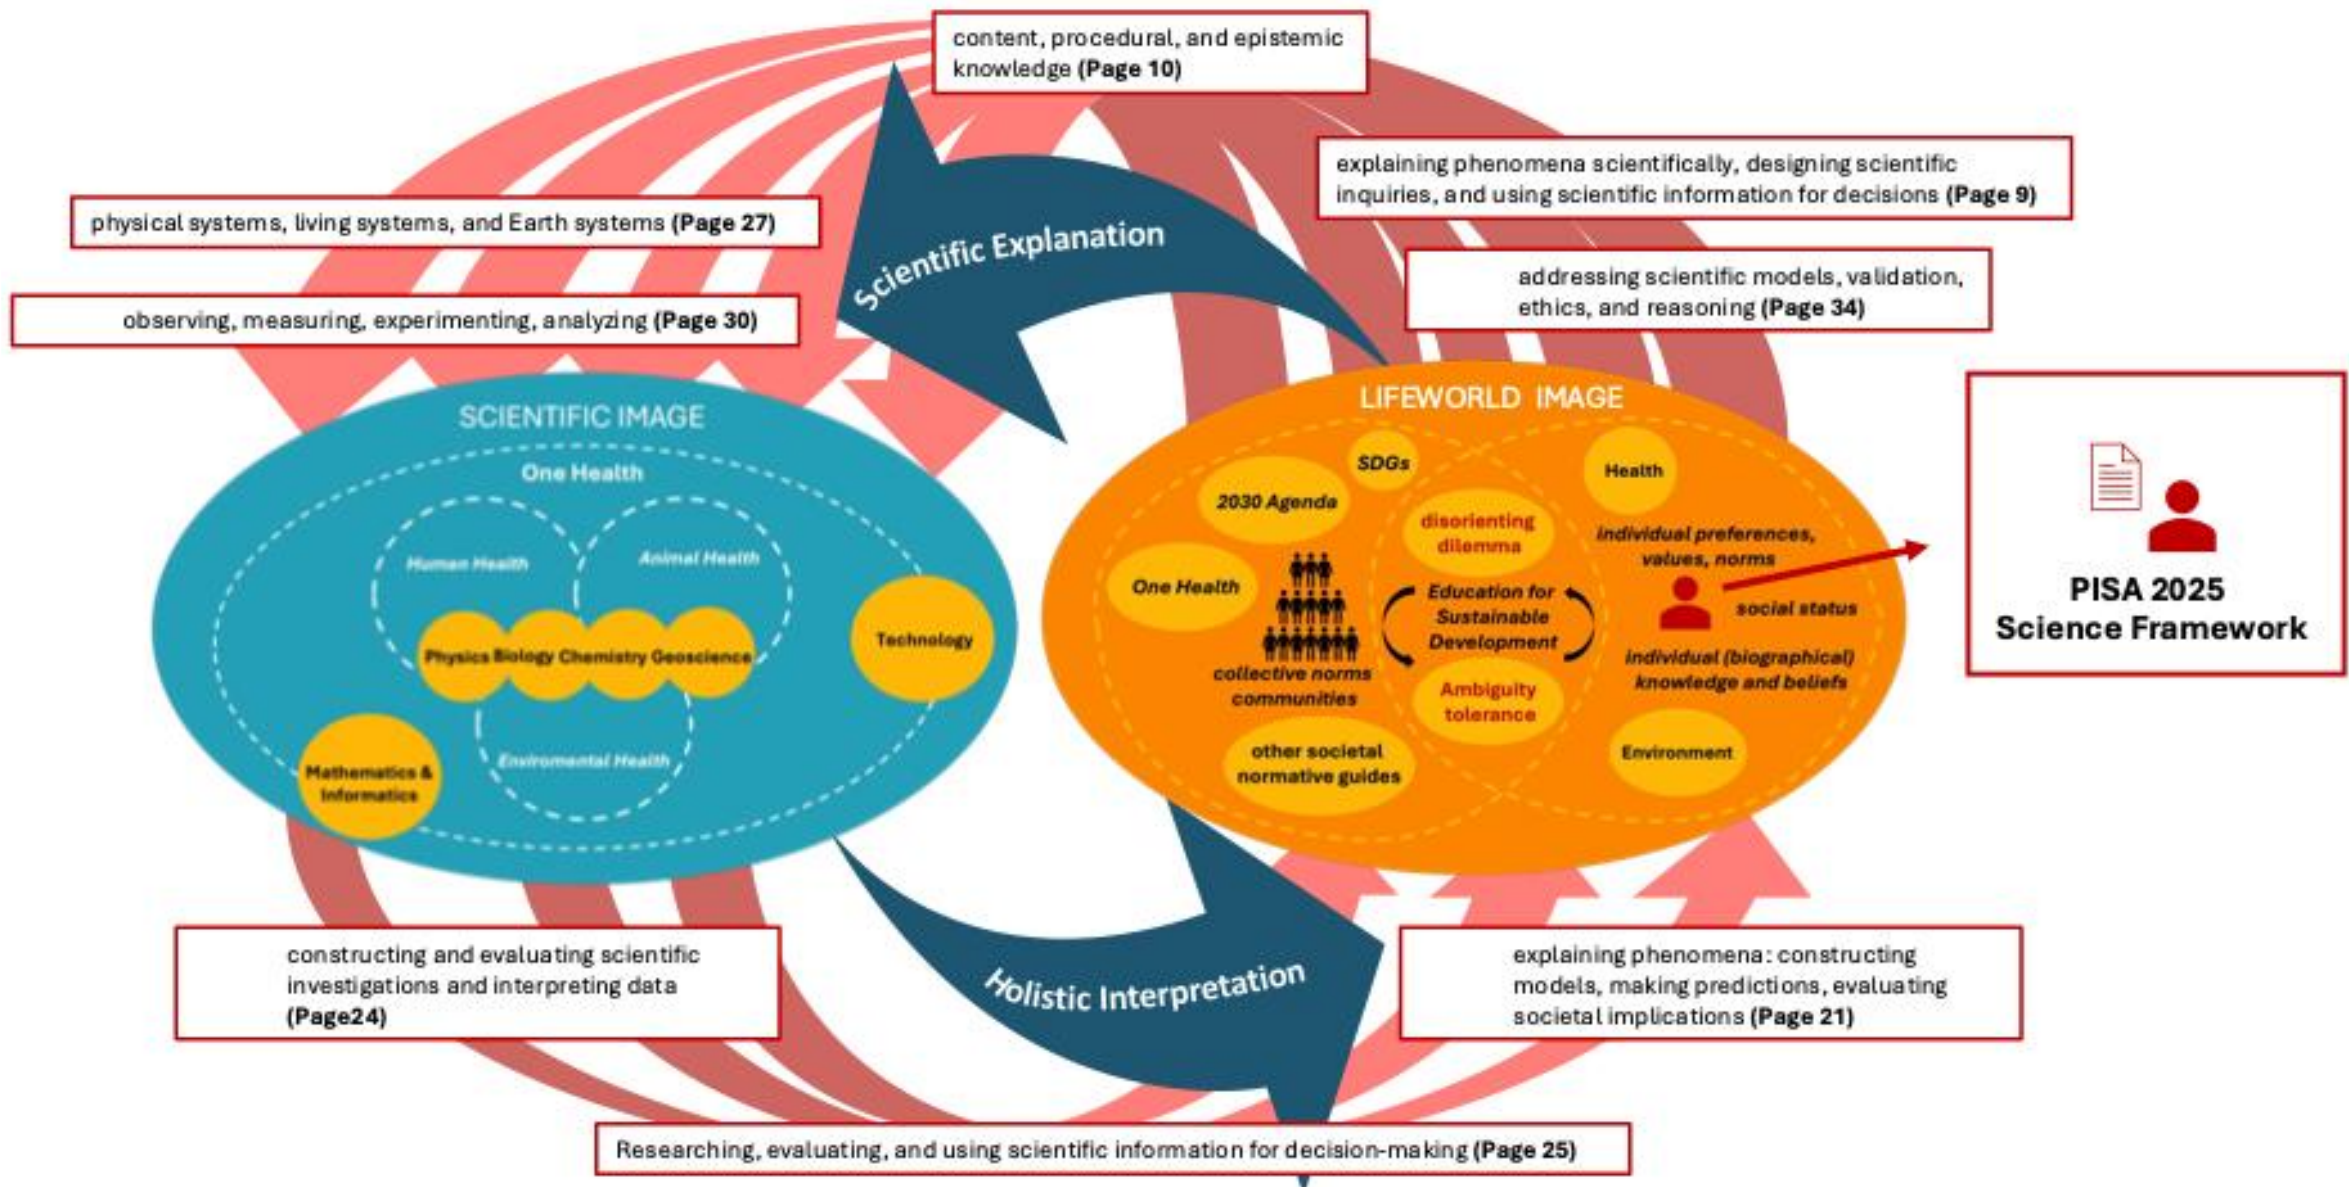 content, procedural, and epistemic
knowledge (Page 10)
explaining phenomena scientifically, designing scientific
inquiries, and using scientific information for decisions (Page 9)
physical systems, living systems, and Earth systems (Page 27)
addressing scientific models, validation,
ethics, and reasoning (Page 34)
observing, measuring, experimenting, analyzing (Page 30)
Scientific Explanation
SCIENTIFIC IMAGE
One Health
Human Health
Animal Health
Physics
Biology
Chemistry
Geoscience
Technology
Enviromental Health
Mathematics &
Informatics
LIFEWORLD IMAGE
SDGs
2030 Agenda
One Health
collective norms
communities
other societal
normative guides
disorienting
dilemma
Education for
Sustainable
Development
Ambiguity
tolerance
Health
individual preferences,
values, norms
social status
individual (biographical)
knowledge and beliefs
Environment
PISA 2025
Science Framework
constructing and evaluating scientific
investigations and interpreting data
(Page24)
Holistic Interpretation
explaining phenomena: constructing
models, making predictions, evaluating
societal implications (Page 21)
Researching, evaluating, and using scientific information for decision-making (Page 25)